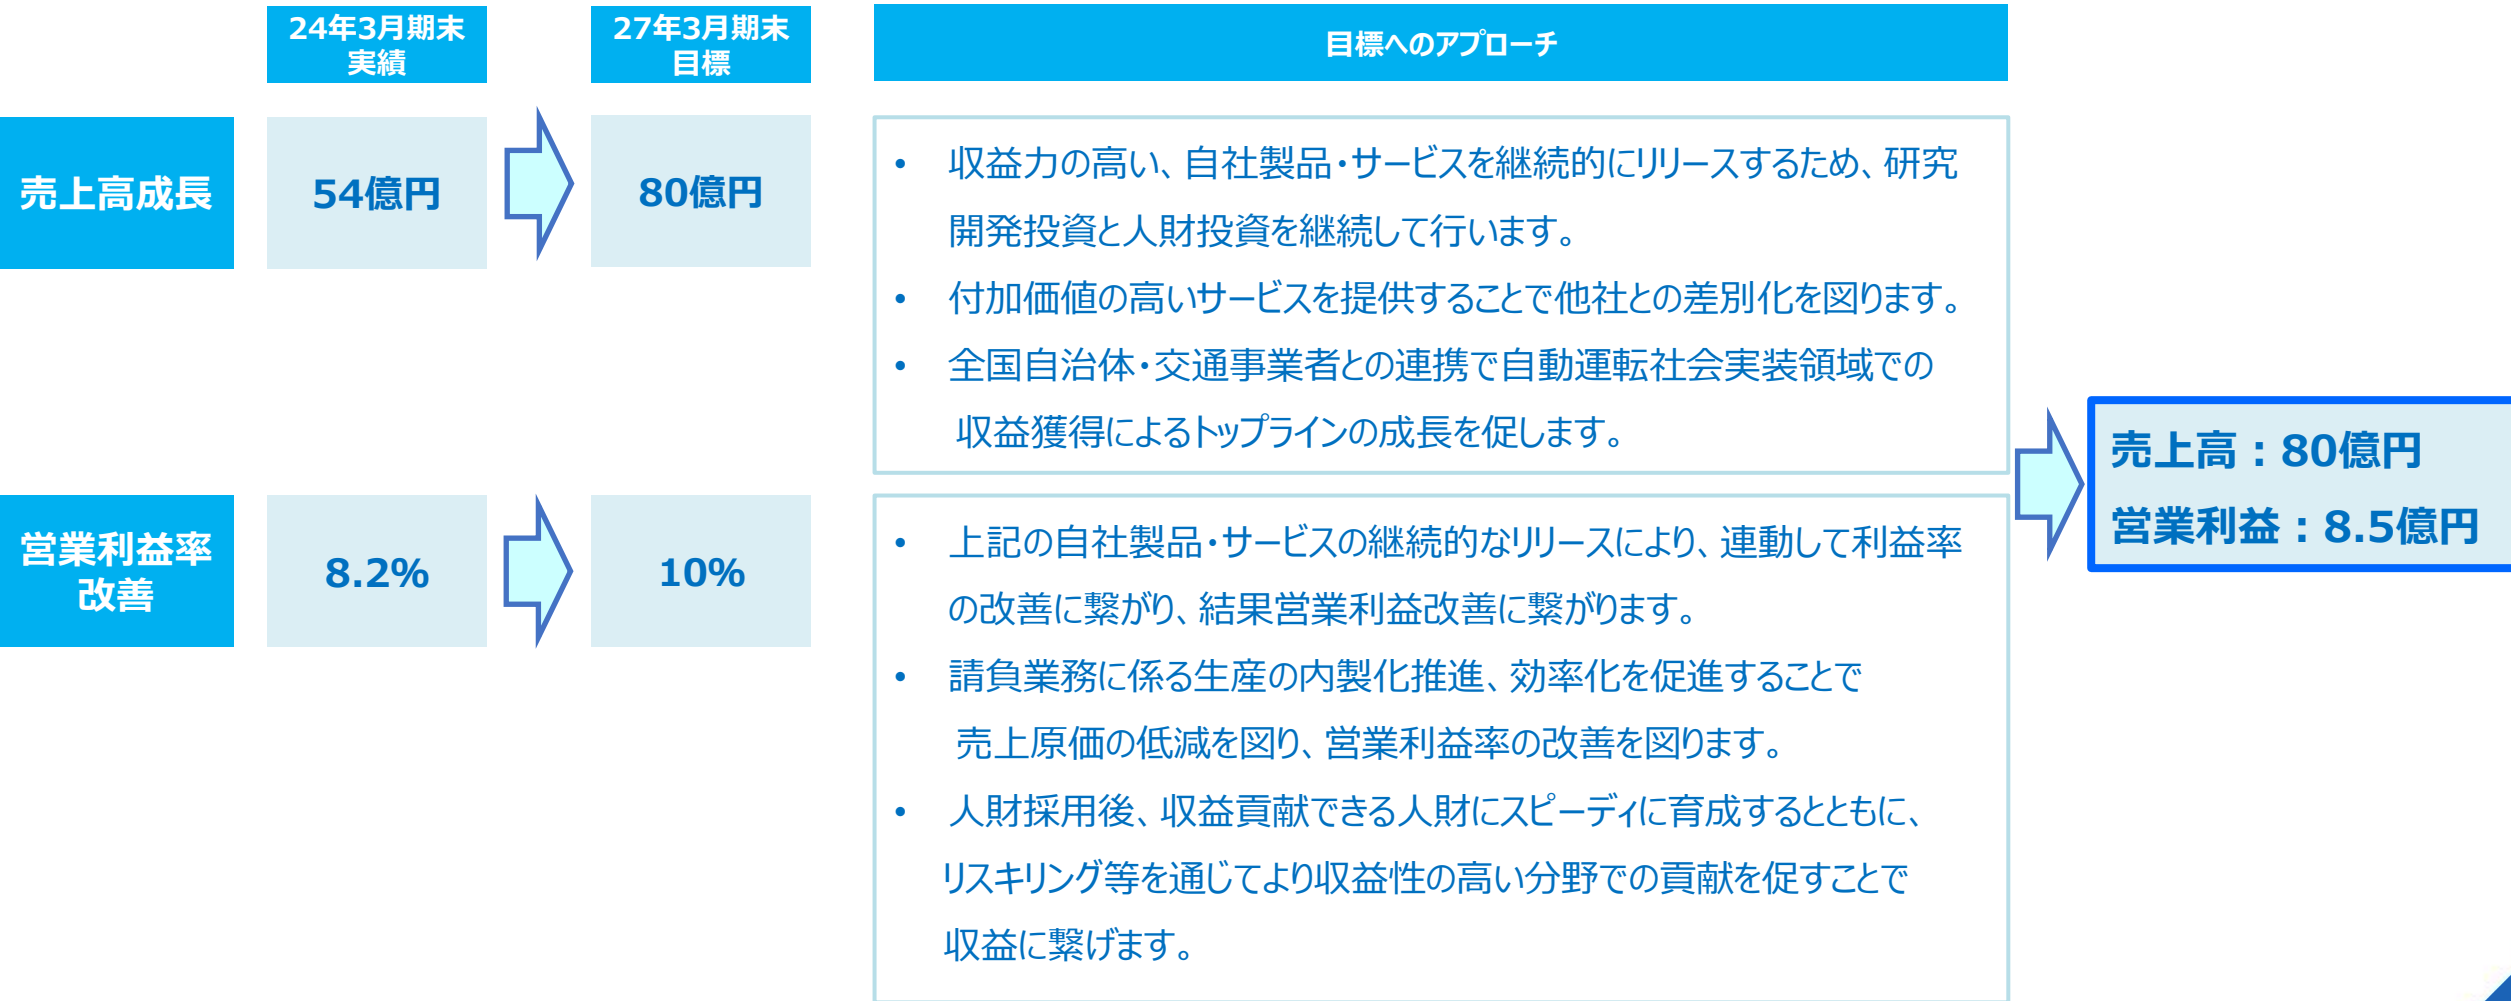 24年3月期末
実績
27年3月期末
目標
目標へのアプローチ
売上高成長
54億円
80億円
• 収益力の高い、自社製品・サービスを継続的にリリースするため、研究
開発投資と人財投資を継続して行います。
• 付加価値の高いサービスを提供することで他社との差別化を図ります。
• 全国自治体・交通事業者との連携で自動運転社会実装領域での
収益獲得によるトップラインの成長を促します。
営業利益率
改善
8.2%
10%
• 上記の自社製品・サービスの継続的なリリースにより、連動して利益率
の改善に繋がり、結果営業利益改善に繋がります。
• 請負業務に係る生産の内製化推進、効率化を促進することで
売上原価の低減を図り、営業利益率の改善を図ります。
• 人財採用後、収益貢献できる人財にスピーディに育成するとともに、
リスキリング等を通じてより収益性の高い分野での貢献を促すことで
収益に繋げます。
売上高：80億円
営業利益：8.5億円